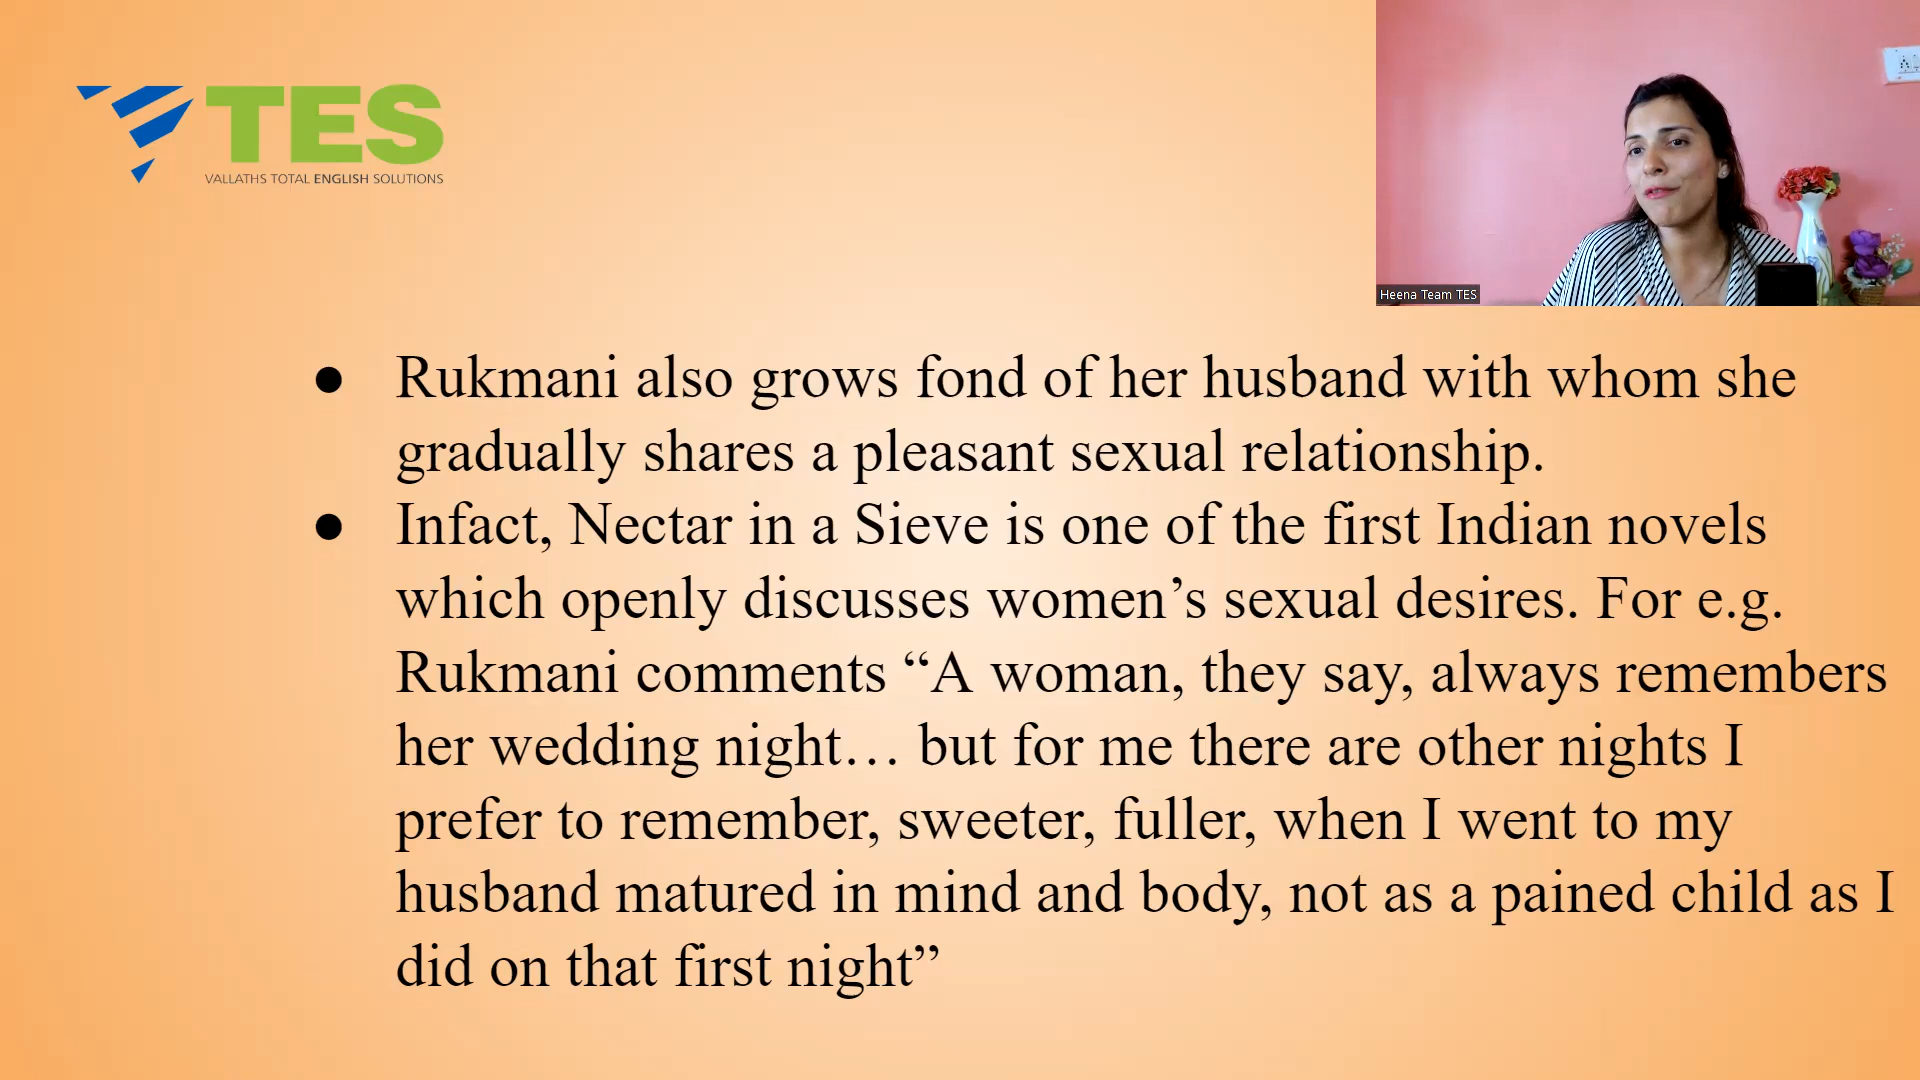 TES
VALLATHS TOTAL ENGLISH SOLUTIONS
Heena Team TES
● Rukmani also grows fond of her husband with whom she
gradually shares a pleasant sexual relationship.
● Infact, Nectar in a Sieve is one of the first Indian novels
which openly discusses women’s sexual desires. For e.g.
Rukmani comments “A woman, they say, always remembers
her wedding night… but for me there are other nights I
prefer to remember, sweeter, fuller, when I went to my
husband matured in mind and body, not as a pained child as I
did on that first night”